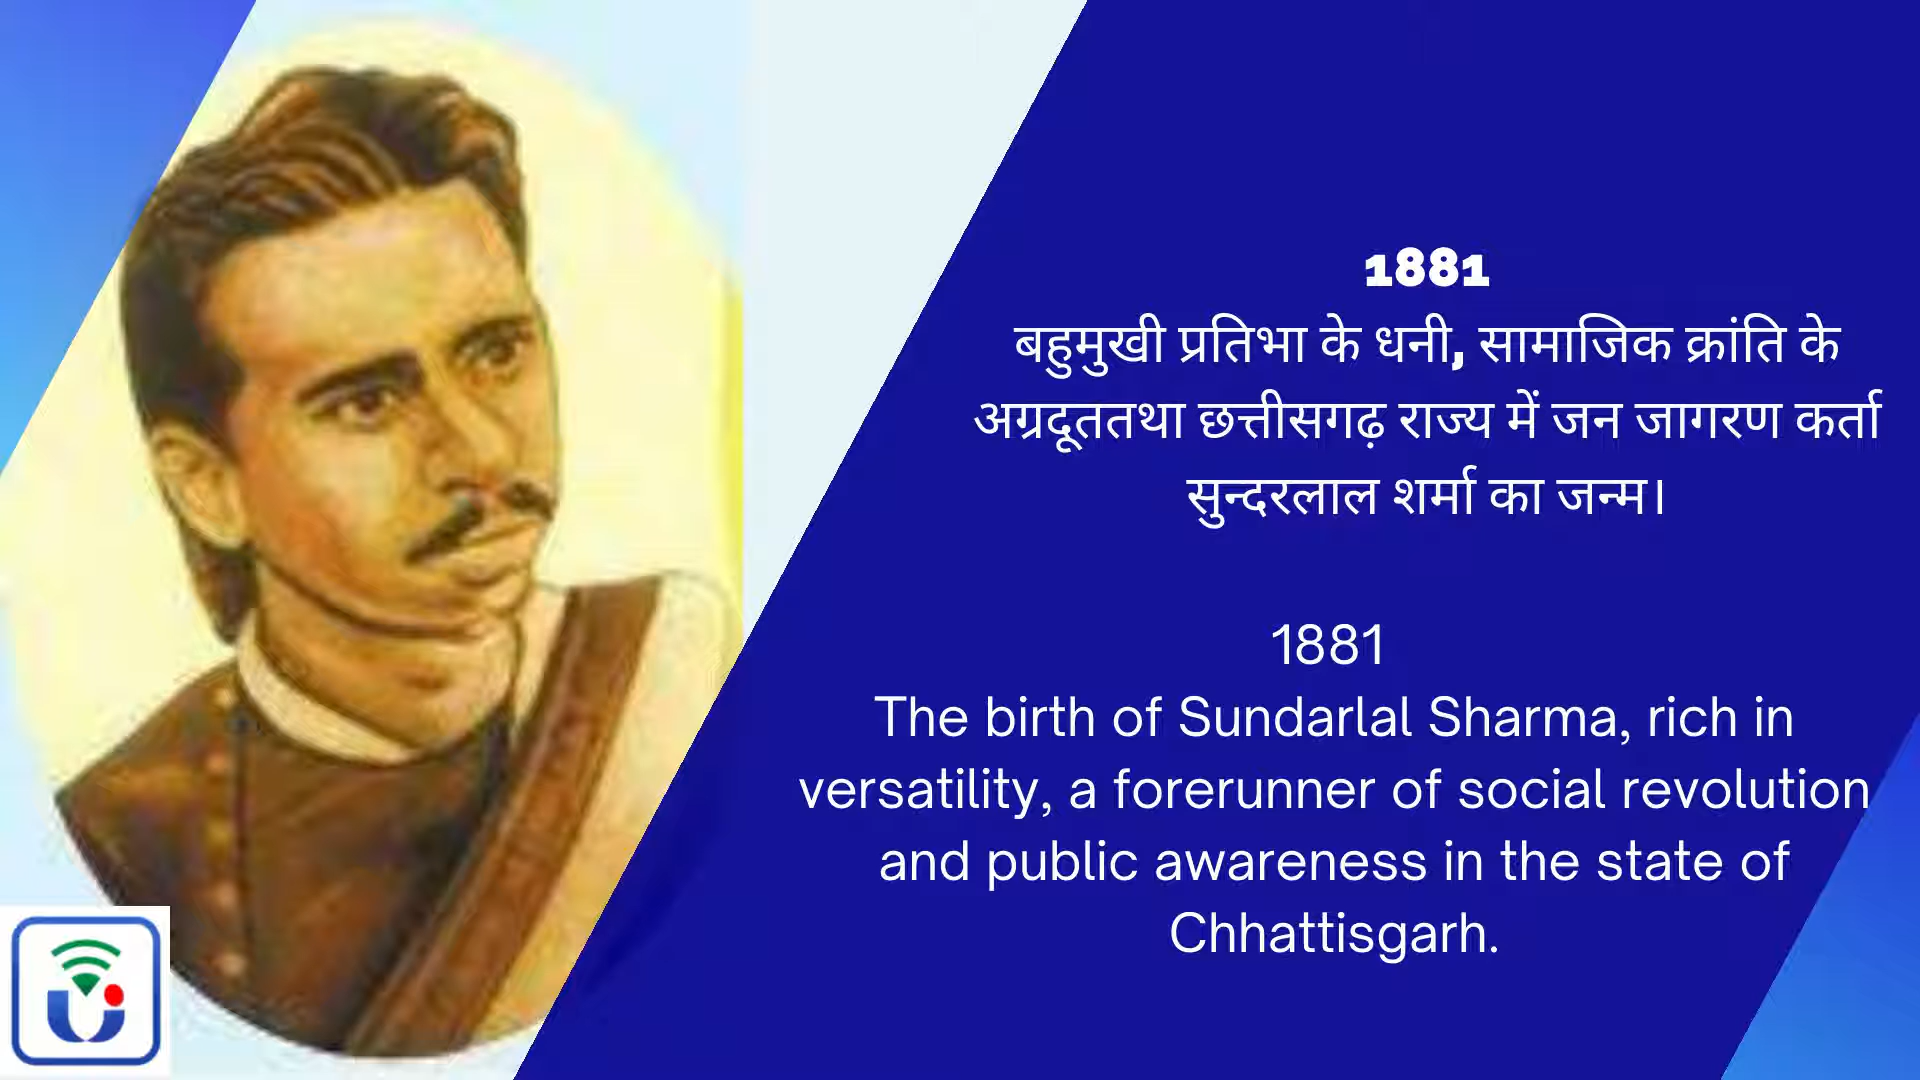 1881
बहुमुखी प्रतिभा के धनी, सामाजिक क्रांति के
अग्रदूततथा छत्तीसगढ़ राज्य में जन जागरण कर्ता
सुन्दरलाल शर्मा का जन्म।
1881
The birth of Sundarlal Sharma, rich in
versatility, a forerunner of social revolution
and public awareness in the state of
Chhattisgarh.